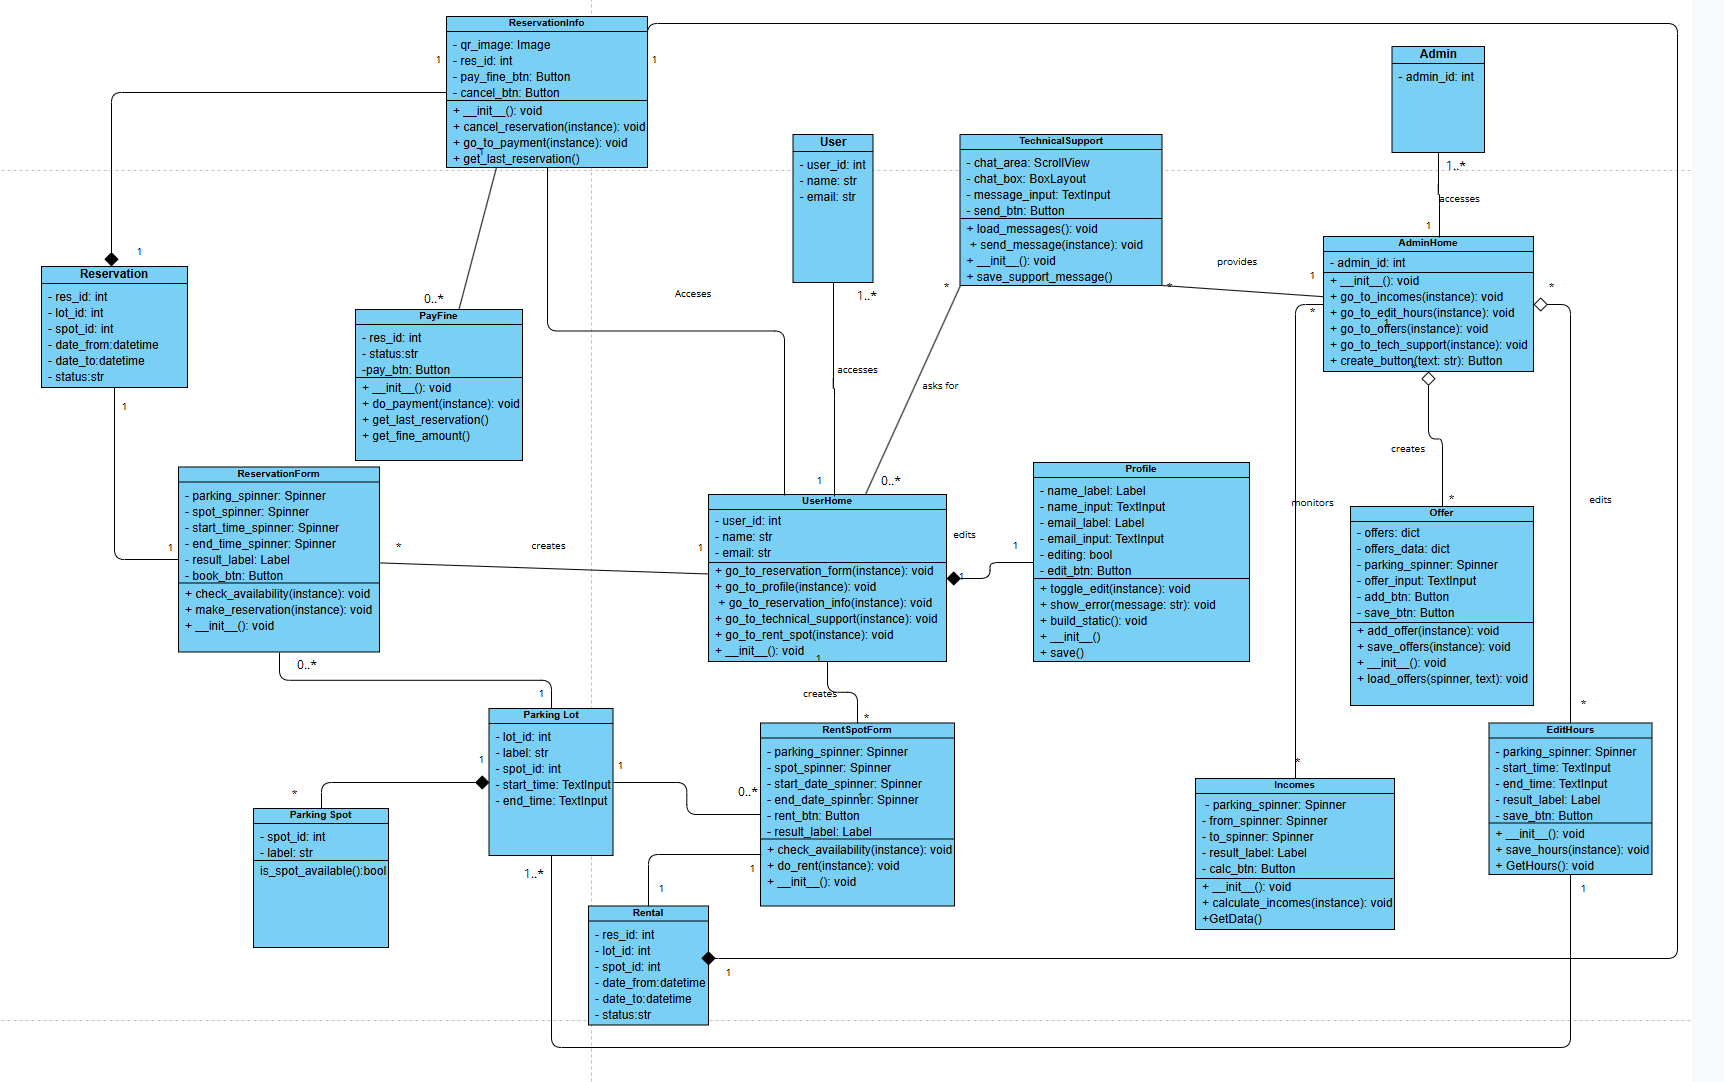 ReservationInfo
- qr_image: Image
- res_id: int
- pay_fine_btn: Button
- cancel_btn: Button
+ __init__(): void
+ cancel_reservation(instance): void
+ go_to_payment(instance): void
+ get_last_reservation()
1
1
1
Admin
- admin_id: int
1..*
accesses
1
User
- user_id: int
- name: str
- email: str
1..*
accesses
1
TechnicalSupport
- chat_area: ScrollView
- chat_box: BoxLayout
- message_input: TextInput
- send_btn: Button
+ load_messages(): void
+ send_message(instance): void
+ __init__(): void
+ save_support_message()
*
*
provides
1
asks for
0..*
AdminHome
- admin_id: int
+ __init__(): void
+ go_to_incomes(instance): void
+ go_to_edit_hours(instance): void
+ go_to_offers(instance): void
+ go_to_tech_support(instance): void
+ create_button(text: str): Button
*
*
1
*
1
Reservation
- res_id: int
- lot_id: int
- spot_id: int
- date_from:datetime
- date_to:datetime
- status:str
1
1
Acceses
0..*
PayFine
- res_id: int
- status:str
-pay_btn: Button
+ __init__(): void
+ do_payment(instance): void
+ get_last_reservation()
+ get_fine_amount()
ReservationForm
- parking_spinner: Spinner
- spot_spinner: Spinner
- start_time_spinner: Spinner
- end_time_spinner: Spinner
- result_label: Label
- book_btn: Button
+ check_availability(instance): void
+ make_reservation(instance): void
+ __init__(): void
*
creates
1
0..*
1
UserHome
- user_id: int
- name: str
- email: str
+ go_to_reservation_form(instance): void
+ go_to_profile(instance): void
+ go_to_reservation_info(instance): void
+ go_to_technical_support(instance): void
+ go_to_rent_spot(instance): void
+ __init__(): void
1
edits
1
1
Profile
- name_label: Label
- name_input: TextInput
- email_label: Label
- email_input: TextInput
- editing: bool
- edit_btn: Button
+ toggle_edit(instance): void
+ show_error(message: str): void
+ build_static(): void
+ __init__()
+ save()
creates
*
creates
*
monitors
*
edits
*
Offer
- offers: dict
- offers_data: dict
- parking_spinner: Spinner
- offer_input: TextInput
- add_btn: Button
- save_btn: Button
+ add_offer(instance): void
+ save_offers(instance): void
+ __init__(): void
+ load_offers(spinner, text): void
Parking Lot
- lot_id: int
- label: str
- spot_id: int
- start_time: TextInput
- end_time: TextInput
1
1
0..*
1..*
*
Parking Spot
- spot_id: int
- label: str
is_spot_available():bool
RentSpotForm
- parking_spinner: Spinner
- spot_spinner: Spinner
- start_date_spinner: Spinner
- end_date_spinner: Spinner
- rent_btn: Button
- result_label: Label
+ check_availability(instance): void
+ do_rent(instance): void
+ __init__(): void
1
1
1
Rental
- res_id: int
- lot_id: int
- spot_id: int
- date_from:datetime
- date_to:datetime
- status:str
1
Incomes
- parking_spinner: Spinner
- from_spinner: Spinner
- to_spinner: Spinner
- result_label: Label
- calc_btn: Button
+ __init__(): void
+ calculate_incomes(instance): void
+GetData()
EditHours
- parking_spinner: Spinner
- start_time: TextInput
- end_time: TextInput
- result_label: Label
- save_btn: Button
+ __init__(): void
+ save_hours(instance): void
+ GetHours(): void
1